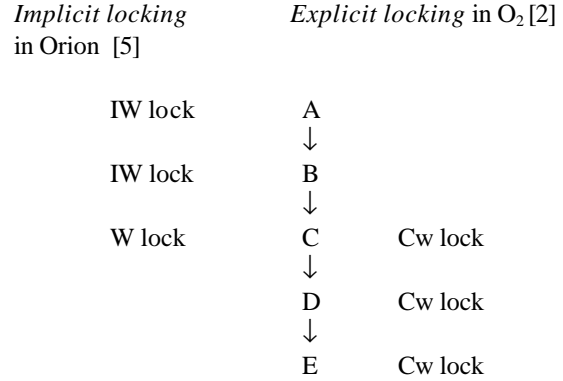 Implicit locking Explicit locking in O₂ [2]
in Orion [5]
IW lock A
↓
IW lock B
↓
W lock C Cw lock
↓
D Cw lock
↓
E Cw lock